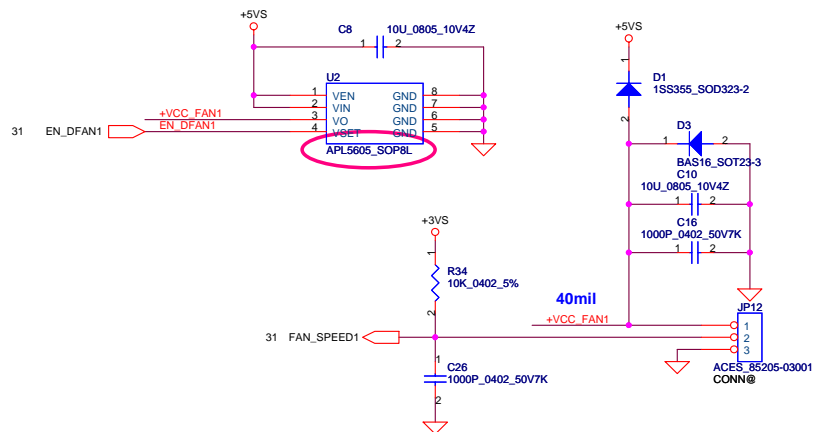 +5VS
C8 10U_0805_10V4Z
1 2
U2
1 VEN GND 8
2 VIN GND 7
3 VO GND 6
4 VSET GND 5
+VCC_FAN1
31 EN_DFAN1 EN_DFAN1
APL5605_SOP8L
+5VS
1
D1
1SS355_SOD323-2
2
D3
1 2
BAS16_SOT23-3
C10
10U_0805_10V4Z
1 2
C16
1000P_0402_50V7K
1 2
+3VS
1
R34
10K_0402_5%
2
40mil
+VCC_FAN1
31 FAN_SPEED1
1
C26
1000P_0402_50V7K
2
JP12
1
2
3
ACES_85205-03001
CONN@